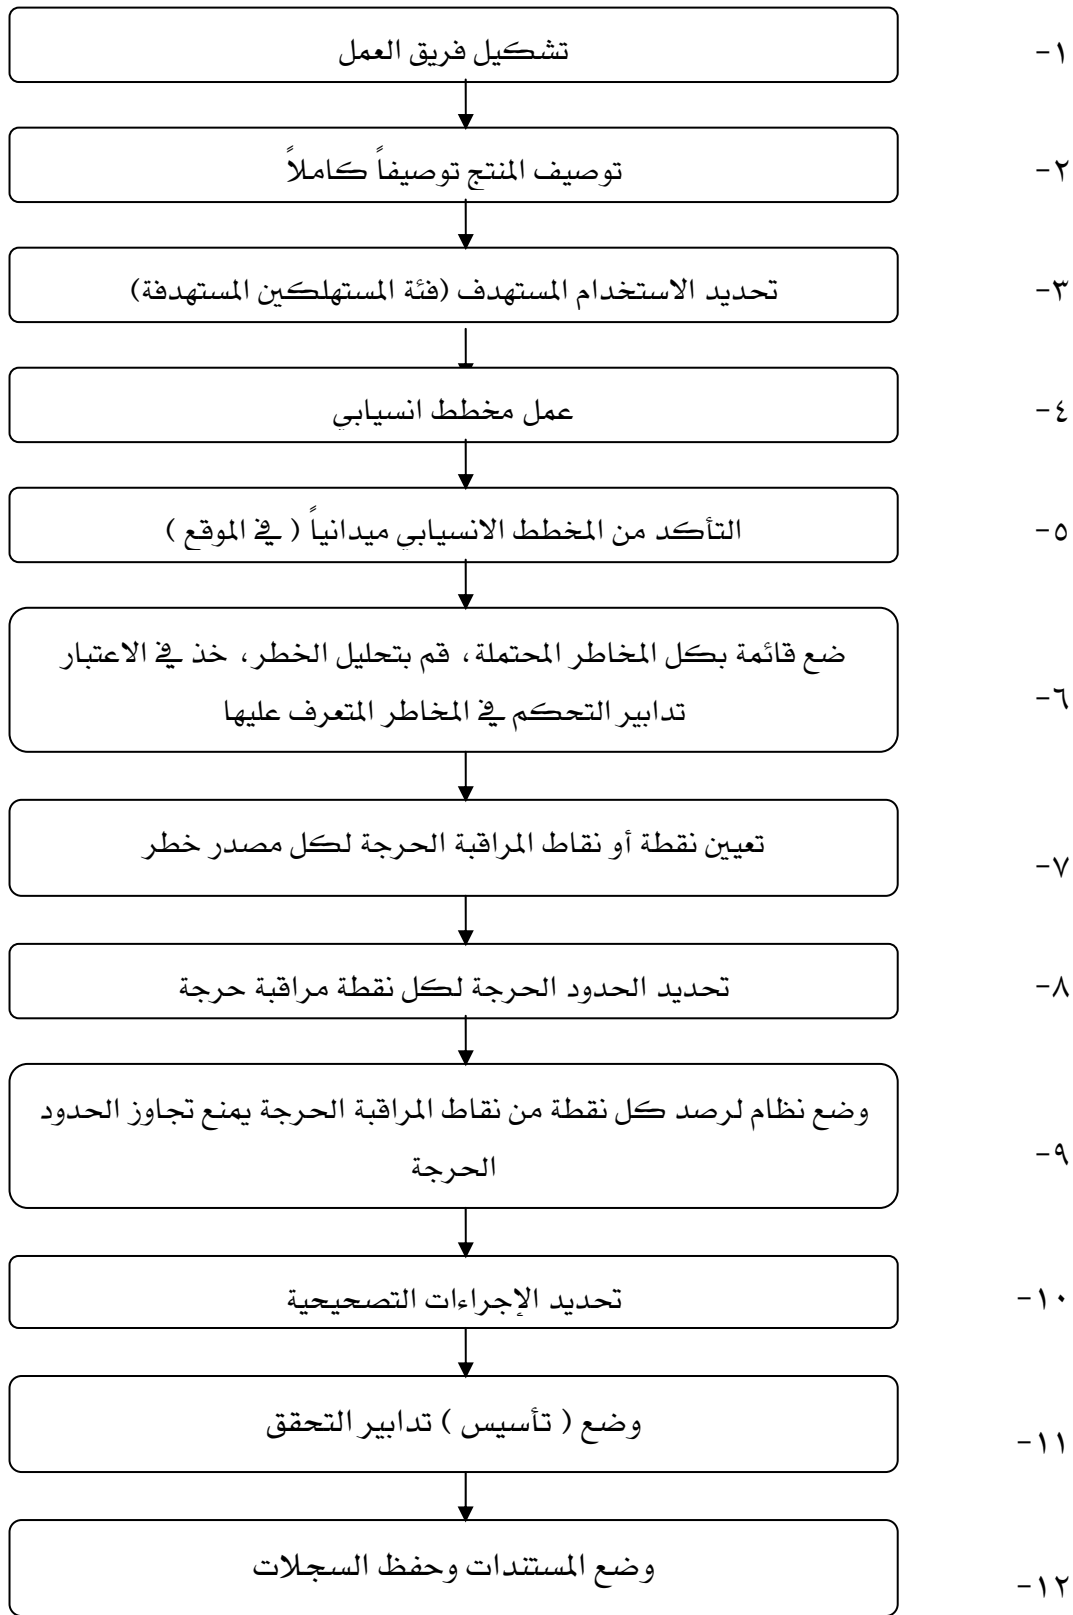 ١- تشكيل فريق العمل
٢- توصيف المنتج توصيفاً كاملاً
٣- تحديد الاستخدام المستهدف (فئة المستهلكين المستهدفة)
٤- عمل مخطط انسيابي
٥- التأكد من المخطط الانسيابي ميدانياً ( في الموقع )
٦- ضع قائمة بكل المخاطر المحتملة، قم بتحليل الخطر، خذ في الاعتبار
تدابير التحكم في المخاطر المتعرف عليها
٧- تعيين نقطة أو نقاط المراقبة الحرجة لكل مصدر خطر
٨- تحديد الحدود الحرجة لكل نقطة مراقبة حرجة
٩- وضع نظام لرصد كل نقطة من نقاط المراقبة الحرجة يمنع تجاوز الحدود
الحرجة
١٠- تحديد الإجراءات التصحيحية
١١- وضع ( تأسيس ) تدابير التحقق
١٢- وضع المستندات وحفظ السجلات